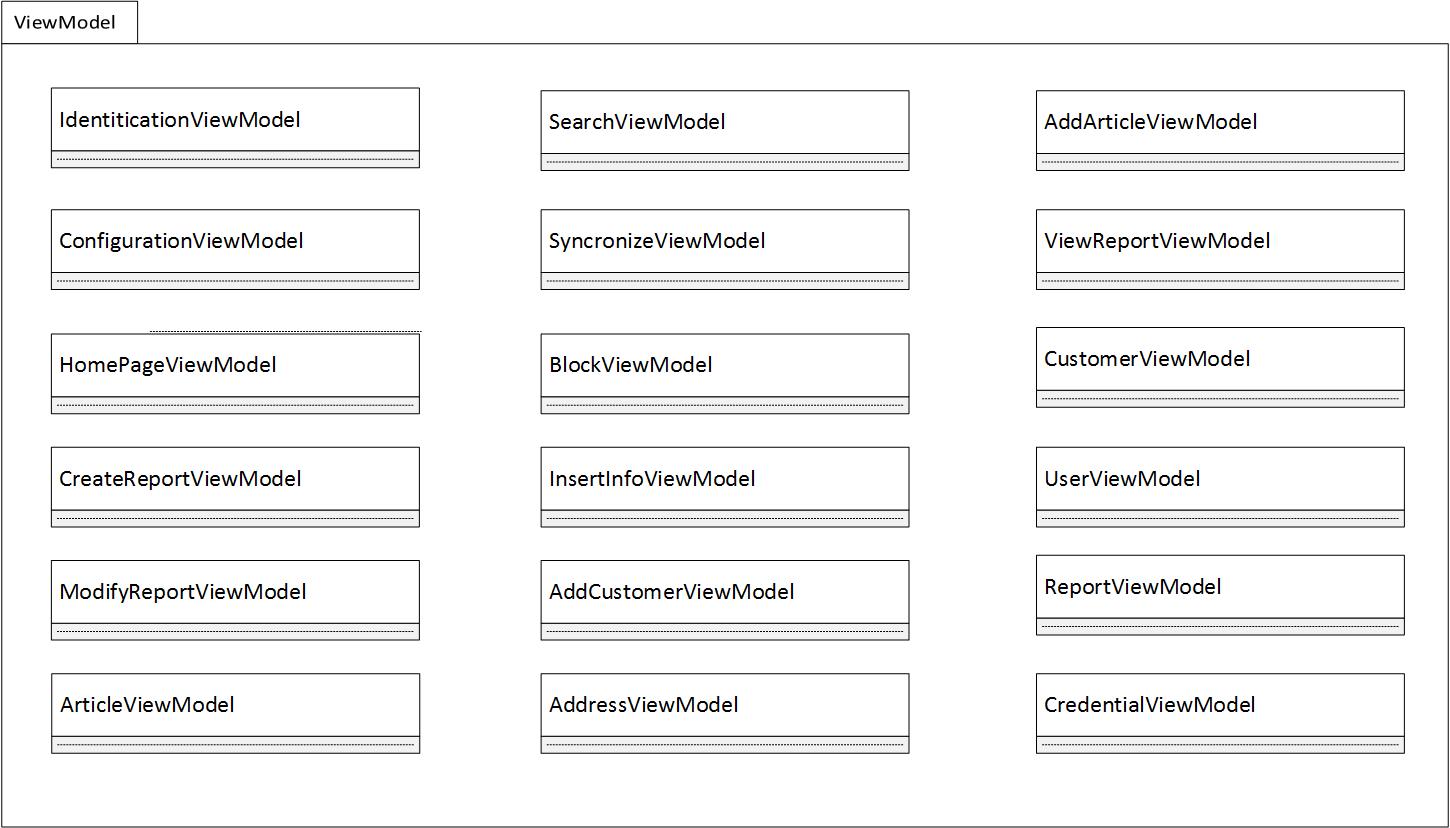 ViewModel
IdentiticationViewModel
SearchViewModel
AddArticleViewModel
ConfigurationViewModel
SyncronizeViewModel
ViewReportViewModel
HomePageViewModel
BlockViewModel
CustomerViewModel
CreateReportViewModel
InsertInfoViewModel
UserViewModel
ModifyReportViewModel
AddCustomerViewModel
ReportViewModel
ArticleViewModel
AddressViewModel
CredentialViewModel